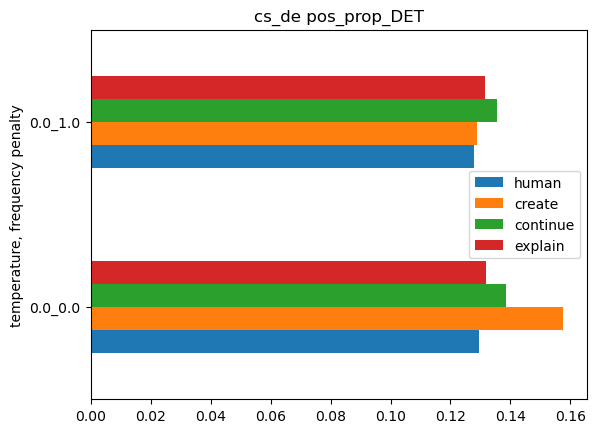 cs_de pos_prop_DET
temperature, frequency penalty
0.0_1.0
0.0_0.0
human
create
continue
explain
0.00 0.02 0.04 0.06 0.08 0.10 0.12 0.14 0.16